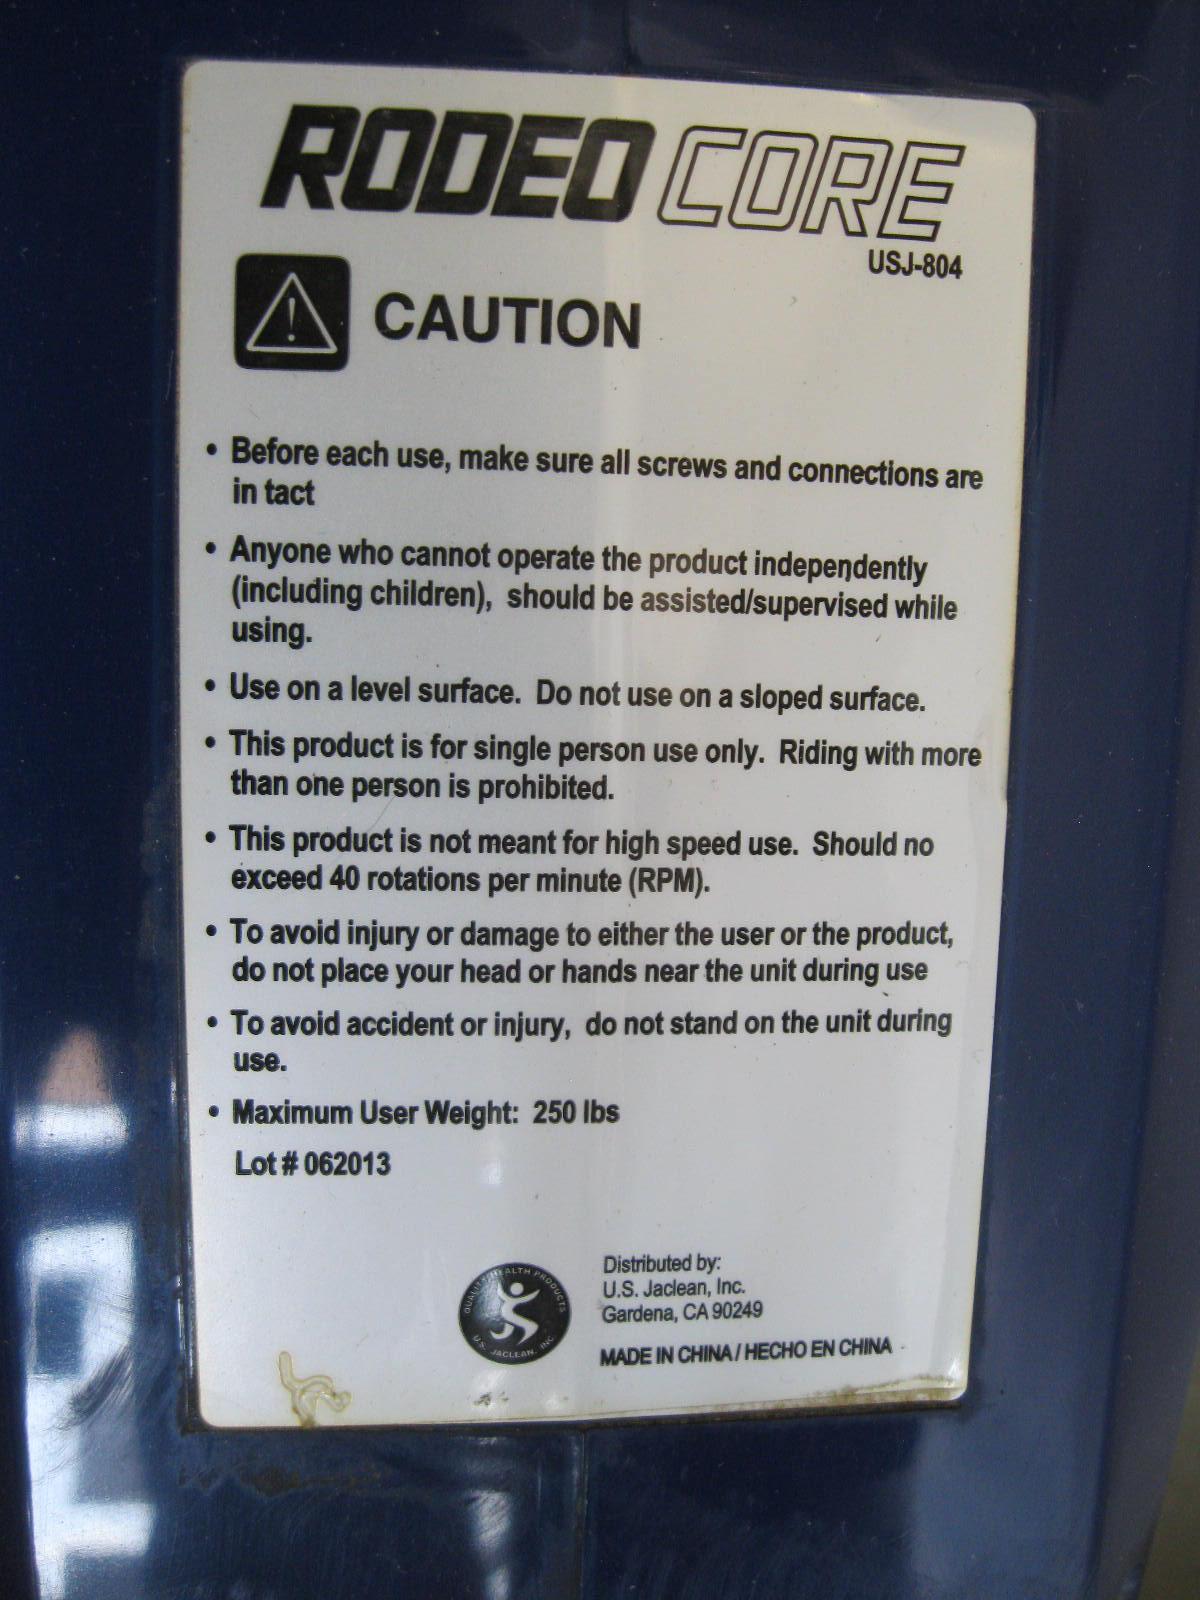 RODEO CORE
USJ-804
CAUTION
• Before each use, make sure all screws and connections are
in tact
• Anyone who cannot operate the product independently
(including children), should be assisted/supervised while
using.
• Use on a level surface. Do not use on a sloped surface.
• This product is for single person use only. Riding with more
than one person is prohibited.
• This product is not meant for high speed use. Should no
exceed 40 rotations per minute (RPM).
• To avoid injury or damage to either the user or the product,
do not place your head or hands near the unit during use
• To avoid accident or injury, do not stand on the unit during
use.
• Maximum User Weight: 250 lbs
Lot # 062013
QUALITY HEALTH PRODUCTS
U.S. JACLEAN, INC.
Distributed by:
U.S. Jaclean, Inc.
Gardena, CA 90249
MADE IN CHINA / HECHO EN CHINA